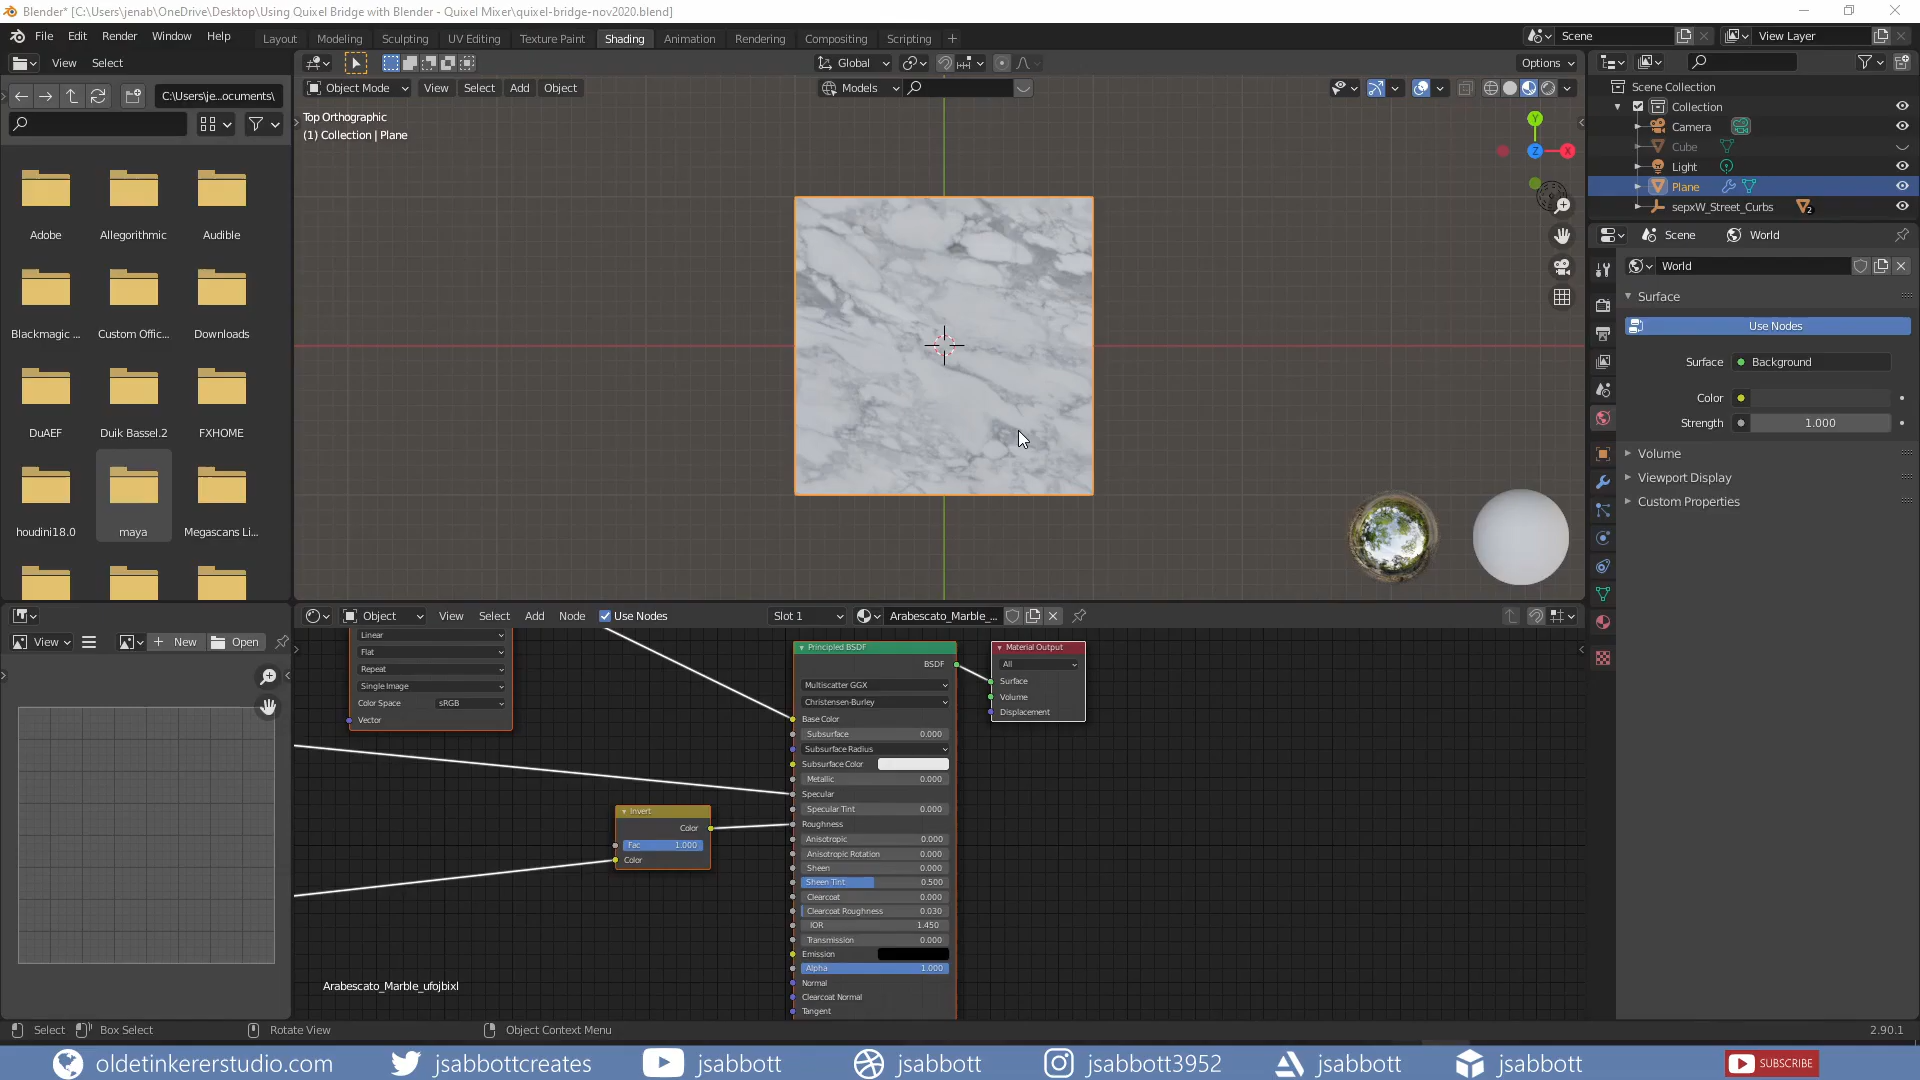 Blender* [C:\Users\jenab\OneDrive\Desktop\Using Quixel Bridge with Blender - Quixel Mixer\quixel-bridge-nov2020.blend]
File Edit Render Window Help
Layout Modeling Sculpting UV Editing Texture Paint Shading Animation Rendering Compositing Scripting +
Scene View Layer
View Select
Global
Options
C:\Users\je...ocuments\
Object Mode View Select Add Object
Models
Top Orthographic
(1) Collection | Plane
Y
Z
X
Scene Collection
Collection
Camera
Cube
Light
Plane
sepxW_Street_Curbs 2
Scene World
World
Surface
Use Nodes
Surface Background
Color
Strength 1.000
Volume
Viewport Display
Custom Properties
Adobe Allegorithmic Audible
Blackmagic ... Custom Offic... Downloads
DuAEF Duik Bassel.2 FXHOME
houdini18.0 maya Megascans Li...
Object View Select Add Node Use Nodes Slot 1 Arabescato_Marble_...
View New Open
Linear
Flat
Repeat
Single Image
Color Space sRGB
Vector
Invert
Color
Fac 1.000
Color
Principled BSDF
BSDF
Multiscatter GGX
Christensen-Burley
Base Color
Subsurface 0.000
Subsurface Radius
Subsurface Color
Metallic 0.000
Specular
Specular Tint 0.000
Roughness
Anisotropic 0.000
Anisotropic Rotation 0.000
Sheen 0.000
Sheen Tint 0.500
Clearcoat 0.000
Clearcoat Roughness 0.030
IOR 1.450
Transmission 0.000
Emission
Alpha 1.000
Normal
Clearcoat Normal
Tangent
Material Output
All
Surface
Volume
Displacement
Arabescato_Marble_ufojbixl
Select Box Select Rotate View Object Context Menu 2.90.1
oldetinkererstudio.com jsabbottcreates jsabbott jsabbott jsabbott3952 jsabbott jsabbott SUBSCRIBE